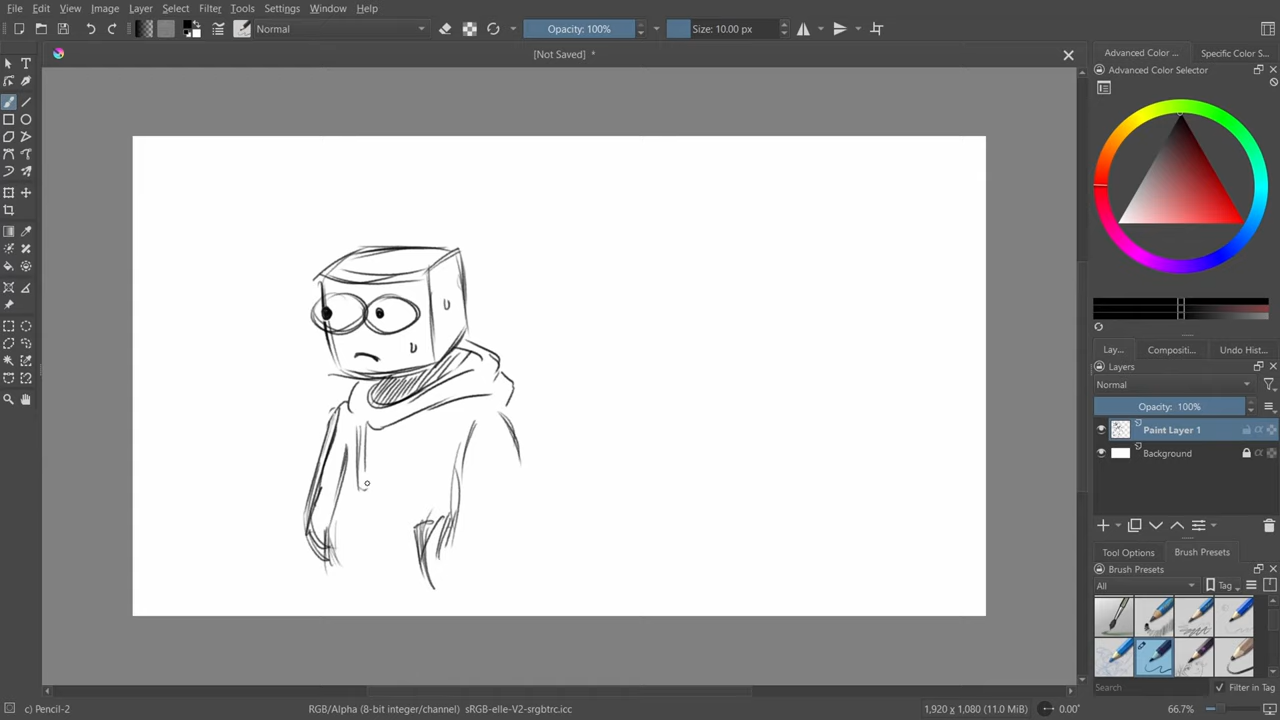 File Edit View Image Layer Select Filter Tools Settings Window Help
Normal Opacity: 100% Size: 10.00 px
[Not Saved] *
Advanced Color ... Specific Color S...
Advanced Color Selector
Lay... Compositi... Undo Hist...
Layers
Normal
Opacity: 100%
Paint Layer 1
Background
Tool Options Brush Presets
Brush Presets
All Tag
Search Filter in Tag
c) Pencil-2 RGB/Alpha (8-bit integer/channel) sRGB-elle-V2-srgbtrc.icc 1,920 x 1,080 (11.0 MiB) 0.00° 66.7%